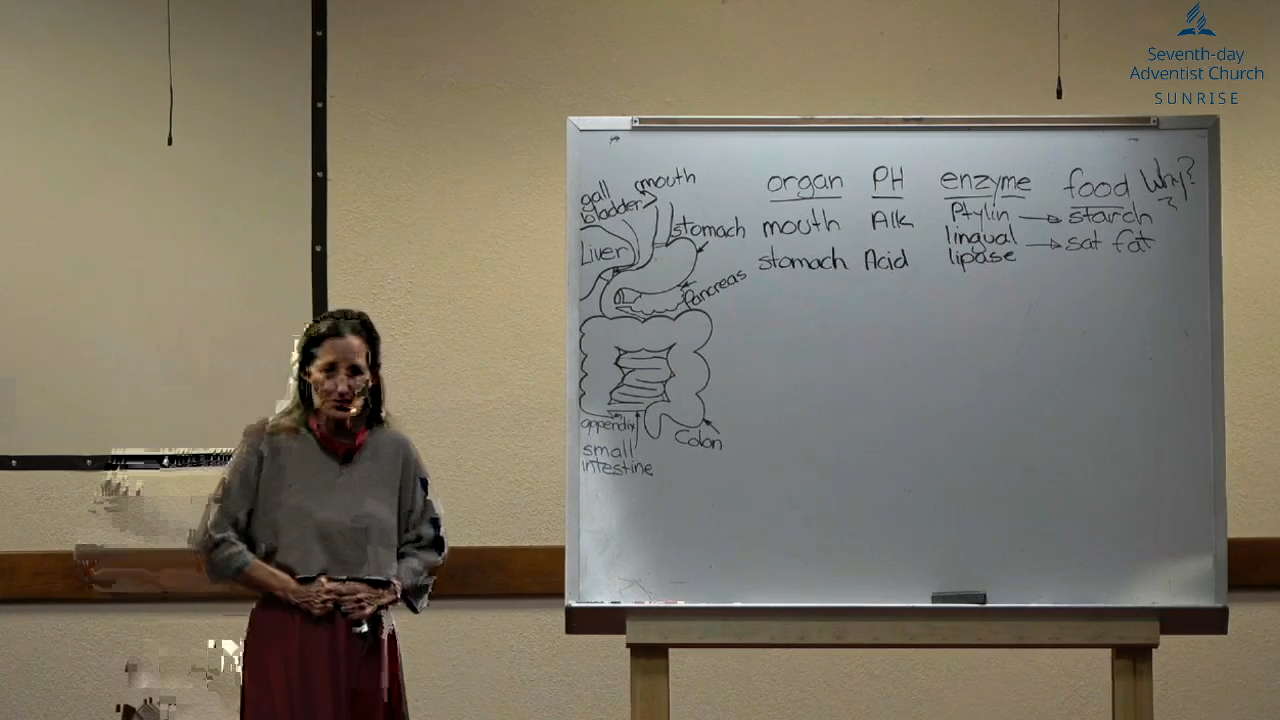 Seventh-day
Adventist Church
SUNRISE
gall
bladder
mouth
stomach
Liver
Pancreas
appendix
small
intestine
Colon
organ PH enzyme food Why?
mouth Alk Ptylin starch
lingual sat fat
stomach Acid lipase